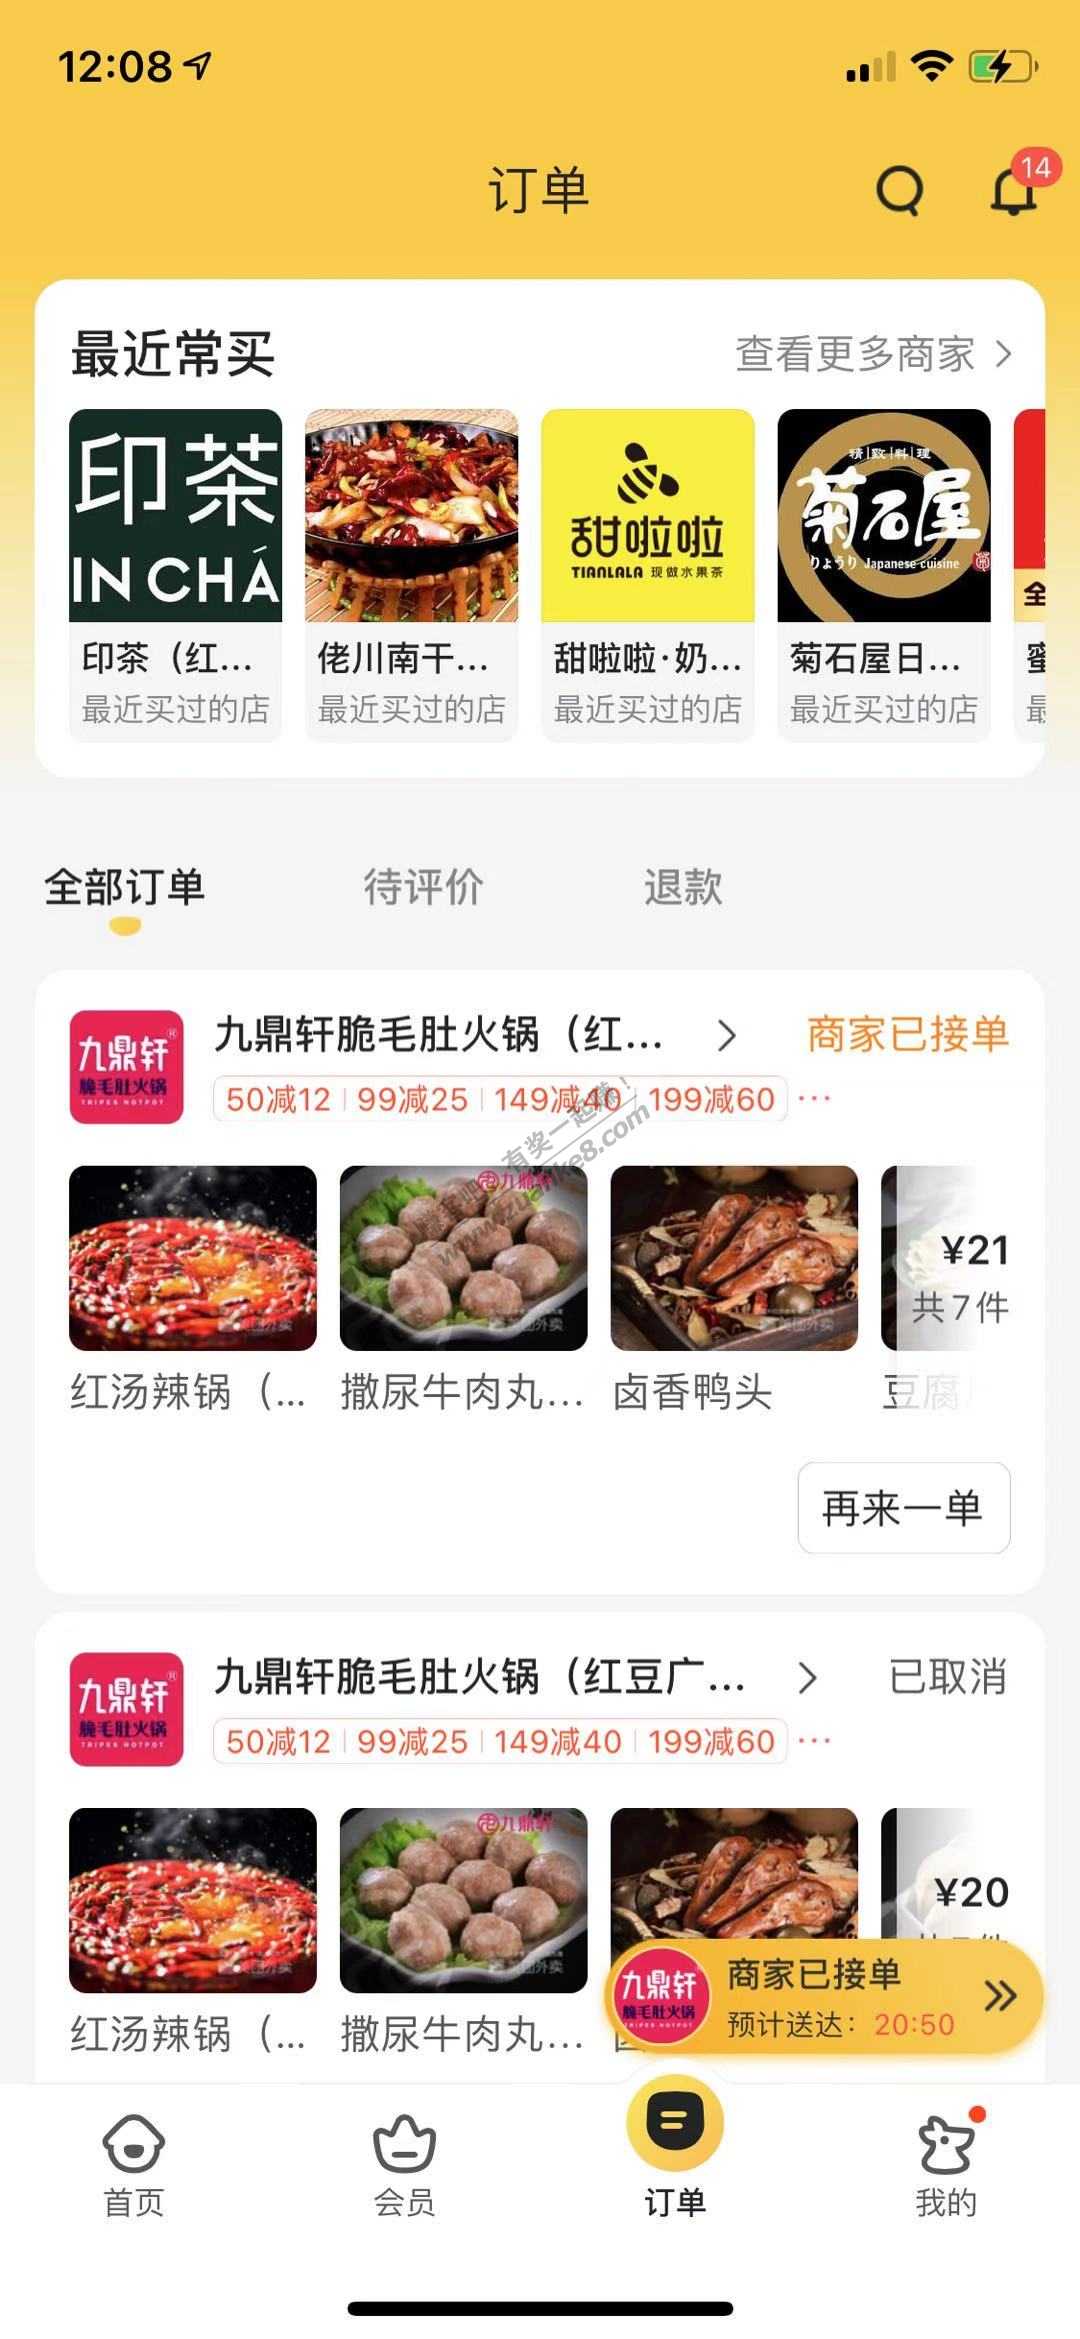 12:08
订单
14
最近常买
查看更多商家
印茶
IN CHÁ
精|致|料|理
菊石屋
りょうり Japanese cuisine
甜啦啦
TIANLALA 现做水果茶
全
印茶（红...
佬川南干...
甜啦啦·奶...
菊石屋日...
蜜
最近买过的店
最近买过的店
最近买过的店
最近买过的店
最
全部订单
待评价
退款
九鼎轩®
脆毛肚火锅
TRIPES HOTPOT
九鼎轩脆毛肚火锅（红...
商家已接单
50减12 99减25 149减40 199减60 ...
有奖一起赚！
zuanke8.com
九鼎轩
美团外卖
¥21
共7件
红汤辣锅（...
撒尿牛肉丸...
卤香鸭头
豆腐
再来一单
九鼎轩®
脆毛肚火锅
TRIPES HOTPOT
九鼎轩脆毛肚火锅（红豆广...
已取消
50减12 99减25 149减40 199减60 ...
九鼎轩
¥20
红汤辣锅（...
撒尿牛肉丸...
九鼎轩
脆毛肚火锅
TRIPES HOTPOT
商家已接单
预计送达：20:50
首页
会员
订单
我的